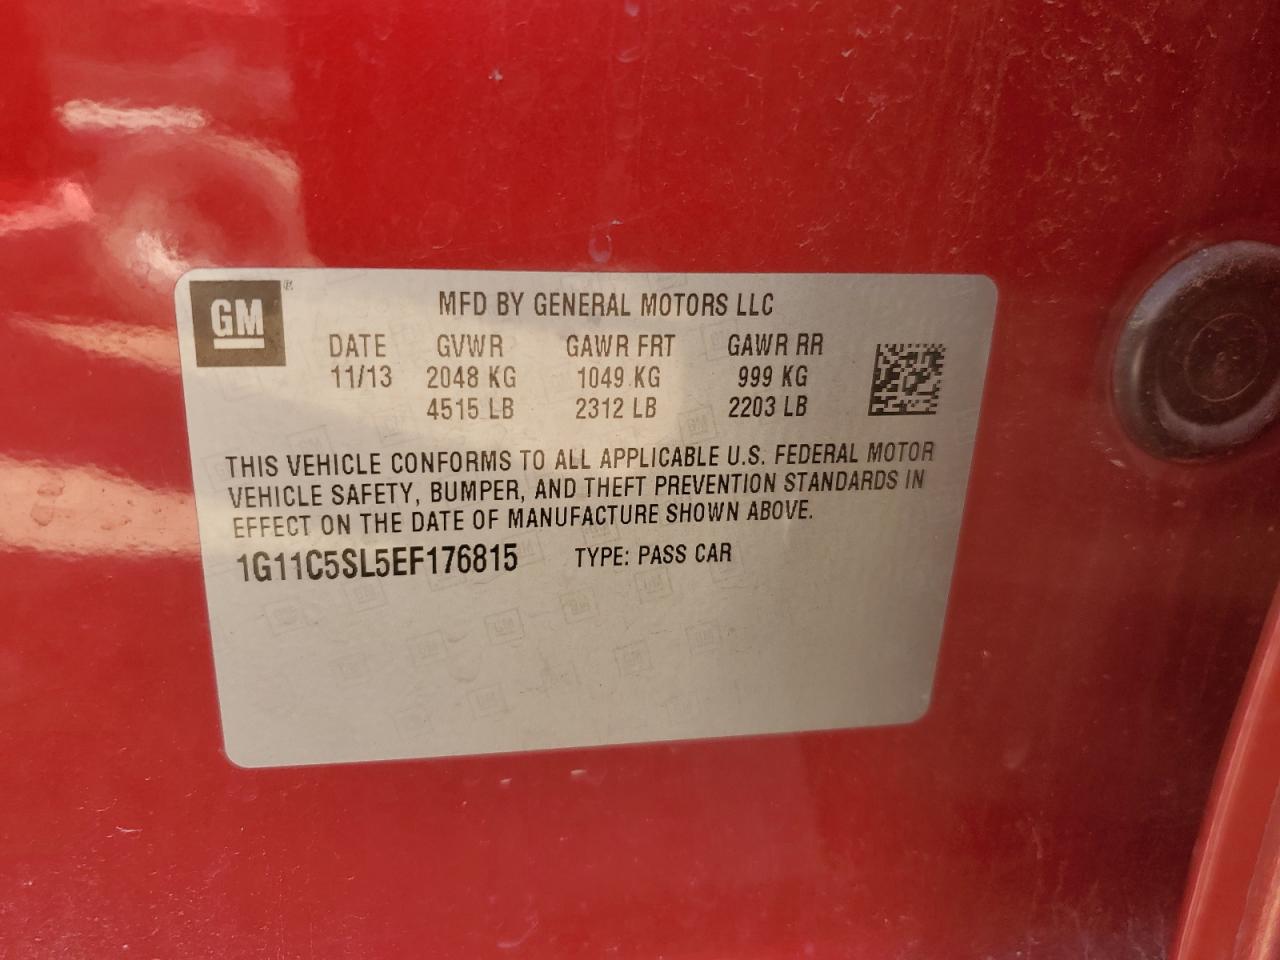 GM®
MFD BY GENERAL MOTORS LLC
DATE GVWR GAWR FRT GAWR RR
11/13 2048 KG 1049 KG 999 KG
4515 LB 2312 LB 2203 LB
THIS VEHICLE CONFORMS TO ALL APPLICABLE U.S. FEDERAL MOTOR
VEHICLE SAFETY, BUMPER, AND THEFT PREVENTION STANDARDS IN
EFFECT ON THE DATE OF MANUFACTURE SHOWN ABOVE.
1G11C5SL5EF176815 TYPE: PASS CAR